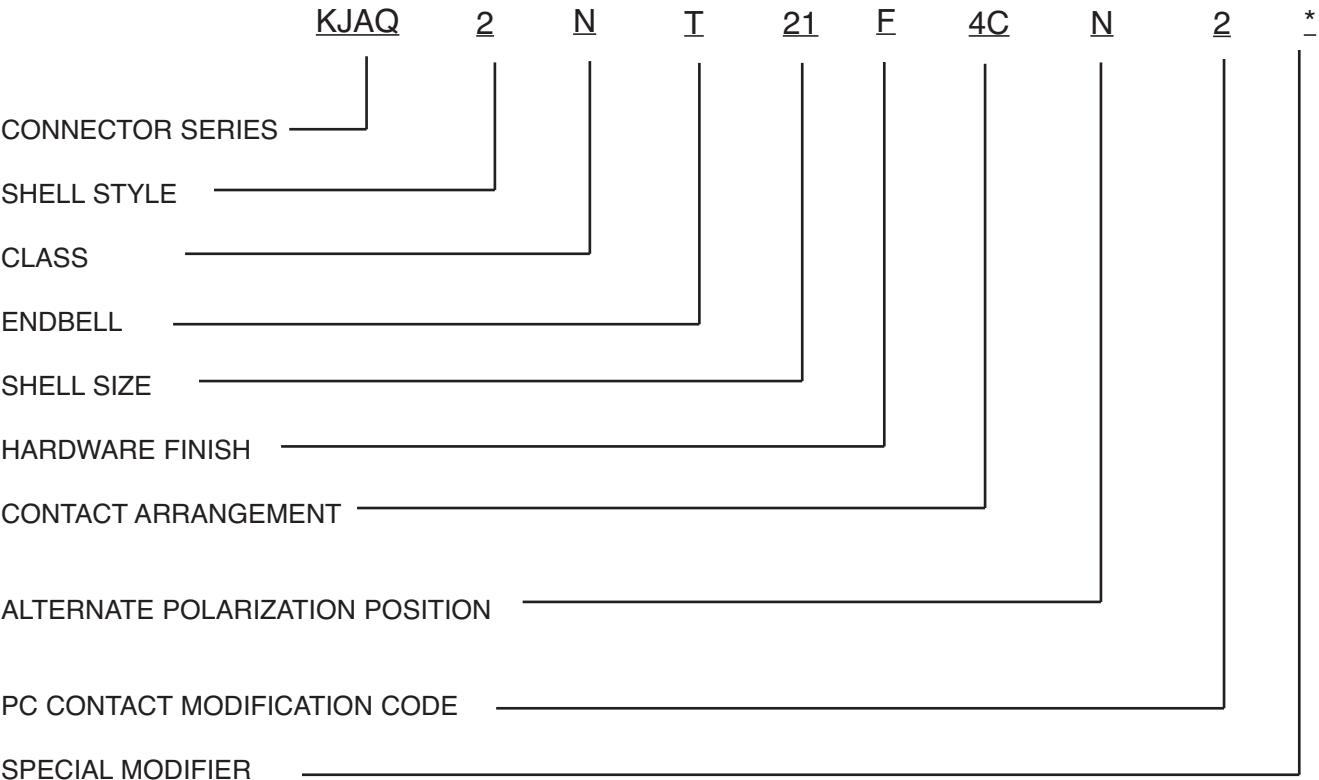 KJAQ 2 N T 21 F 4C N 2 *
CONNECTOR SERIES
SHELL STYLE
CLASS
ENDBELL
SHELL SIZE
HARDWARE FINISH
CONTACT ARRANGEMENT
ALTERNATE POLARIZATION POSITION
PC CONTACT MODIFICATION CODE
SPECIAL MODIFIER